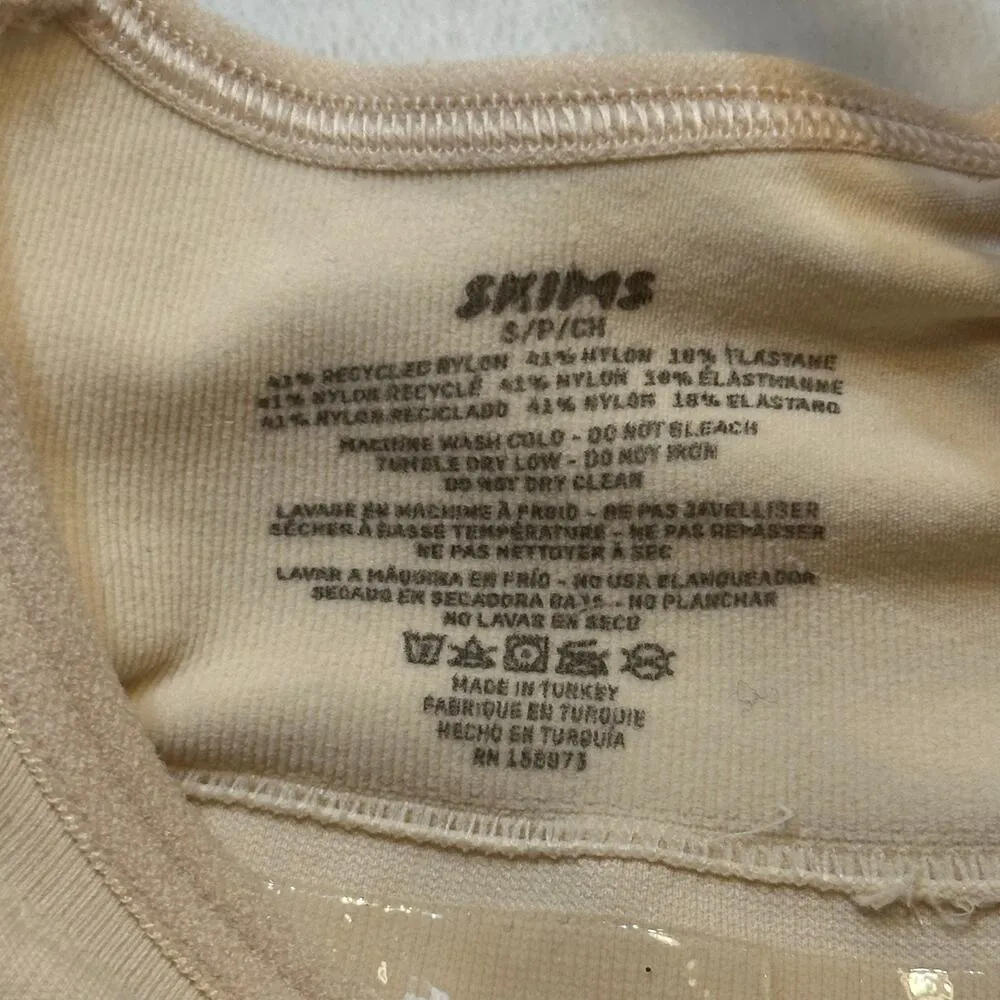 SKIMS
S/P/CH
41% RECYCLED NYLON 41% NYLON 18% ELASTANE
41% NYLON RECYCLÉ 41% NYLON 18% ÉLASTHANNE
41% NYLON RECICLADO 41% NYLON 18% ELASTANO
MACHINE WASH COLD - DO NOT BLEACH
TUMBLE DRY LOW - DO NOT IRON
DO NOT DRY CLEAN
LAVAGE EN MACHINE À FROID - NE PAS JAVELLISER
SÉCHER À BASSE TEMPÉRATURE - NE PAS REPASSER
NE PAS NETTOYER À SEC
LAVAR A MÁQUINA EN FRÍO - NO USA BLANQUEADOR
SECADO EN SECADORA BAJA - NO PLANCHAR
NO LAVAR EN SECO
MADE IN TURKEY
FABRIQUE EN TURQUIE
HECHO EN TURQUÍA
RN